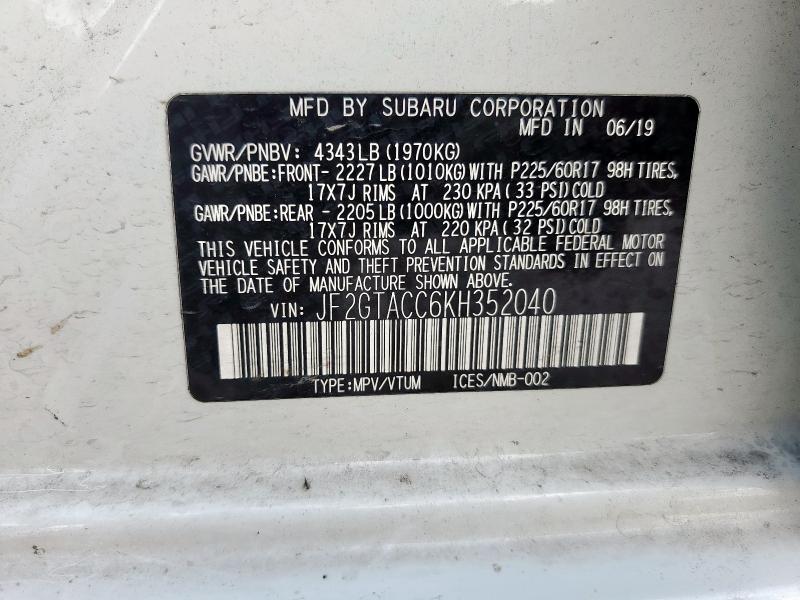 MFD BY SUBARU CORPORATION
MFD IN 06/19
GVWR/PNBV: 4343LB (1970KG)
GAWR/PNBE:FRONT- 2227LB (1010KG) WITH P225/60R17 98H TIRES,
17X7J RIMS AT 230 KPA( 33 PSI) COLD
GAWR/PNBE:REAR - 2205LB (1000KG) WITH P225/60R17 98H TIRES,
17X7J RIMS AT 220 KPA( 32 PSI) COLD
THIS VEHICLE CONFORMS TO ALL APPLICABLE FEDERAL MOTOR
VEHICLE SAFETY AND THEFT PREVENTION STANDARDS IN EFFECT ON
THE DATE OF MANUFACTURE SHOWN ABOVE.
VIN: JF2GTACC6KH352040
TYPE:MPV/VTUM ICES/NMB-002